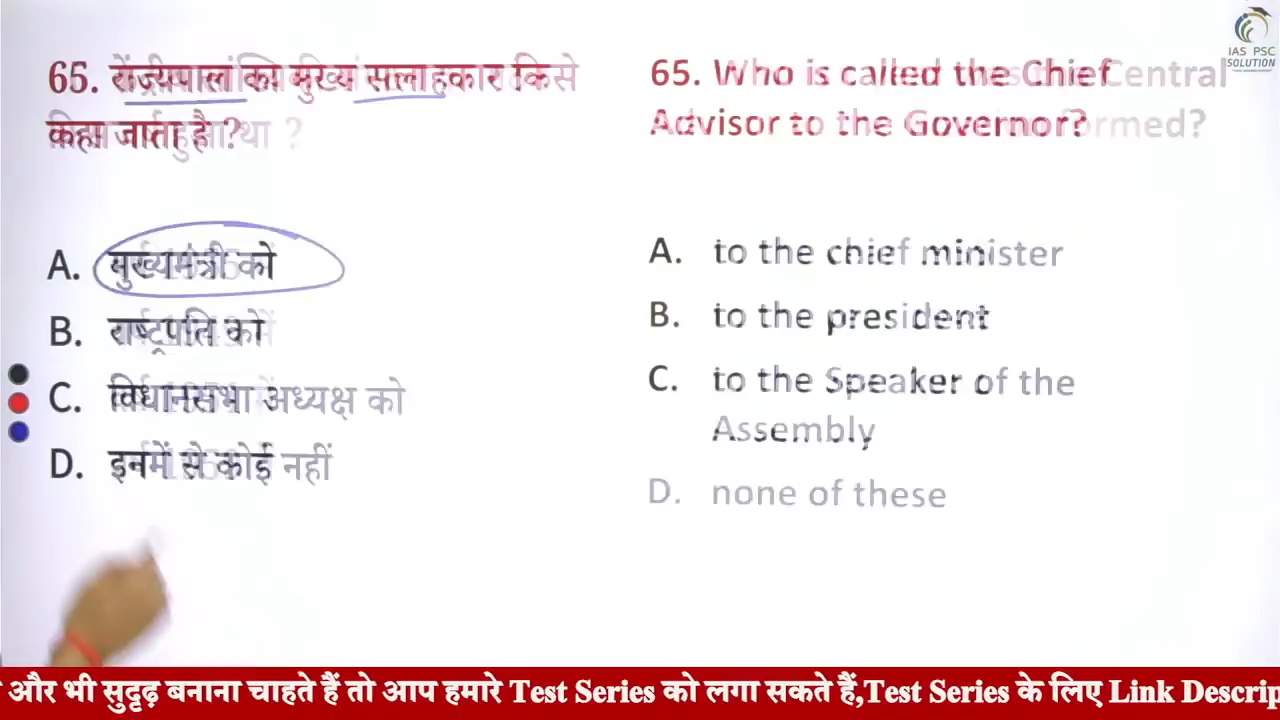 IAS PSC
SOLUTION
65. राज्यपाल का मुख्य सलाहकार किसे
कहा जाता है ?
A. मुख्यमंत्री को
B. राष्ट्रपति को
C. विधानसभा अध्यक्ष को
D. इनमें से कोई नहीं
65. Who is called the Chief
Advisor to the Governor?
A. to the chief minister
B. to the president
C. to the Speaker of the
Assembly
D. none of these
और भी सुदृढ़ बनाना चाहते हैं तो आप हमारे Test Series को लगा सकते हैं,Test Series के लिए Link Descrip